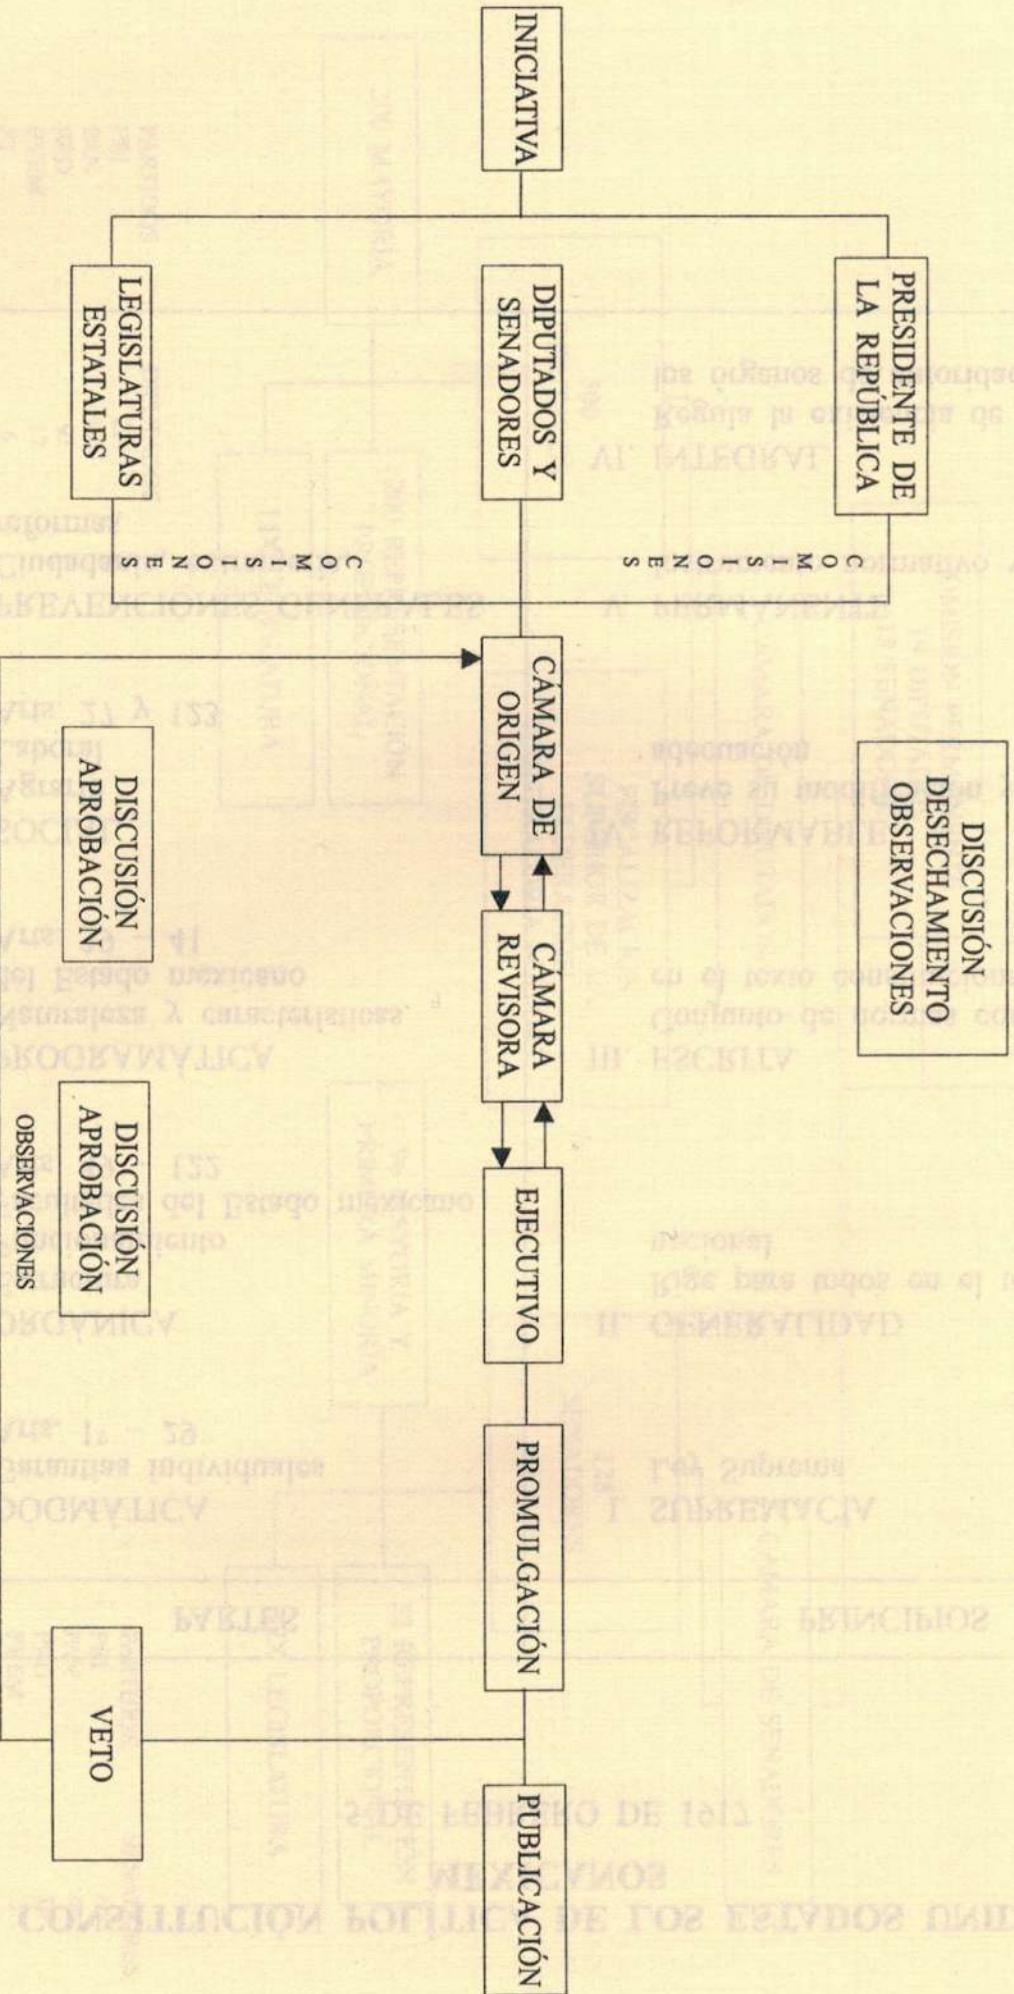 DISCUSIÓN
DESECHAMIENTO
OBSERVACIONES
PRESIDENTE DE
LA REPÚBLICA
COMISIONES
INICIATIVA
DIPUTADOS Y
SENADORES
CÁMARA DE
ORIGEN
CÁMARA
REVISORA
EJECUTIVO
PROMULGACIÓN
PUBLICACIÓN
COMISIONES
LEGISLATURAS
ESTATALES
DISCUSIÓN
APROBACIÓN
DISCUSIÓN
APROBACIÓN
OBSERVACIONES
VETO